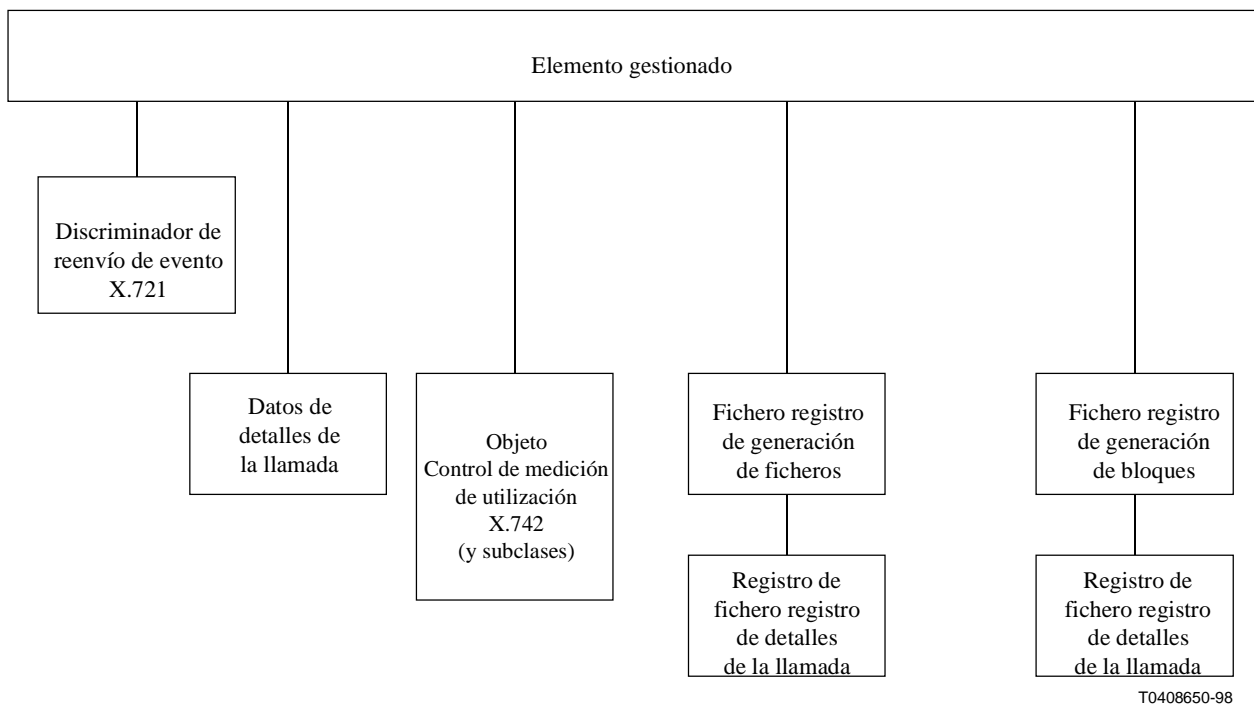 Elemento gestionado
Discriminador de
reenvío de evento
X.721
Datos de
detalles de
la llamada
Objeto
Control de medición
de utilización
X.742
(y subclases)
Fichero registro
de generación
de ficheros
Fichero registro
de generación
de bloques
Registro de
fichero registro
de detalles
de la llamada
Registro de
fichero registro
de detalles
de la llamada
T0408650-98